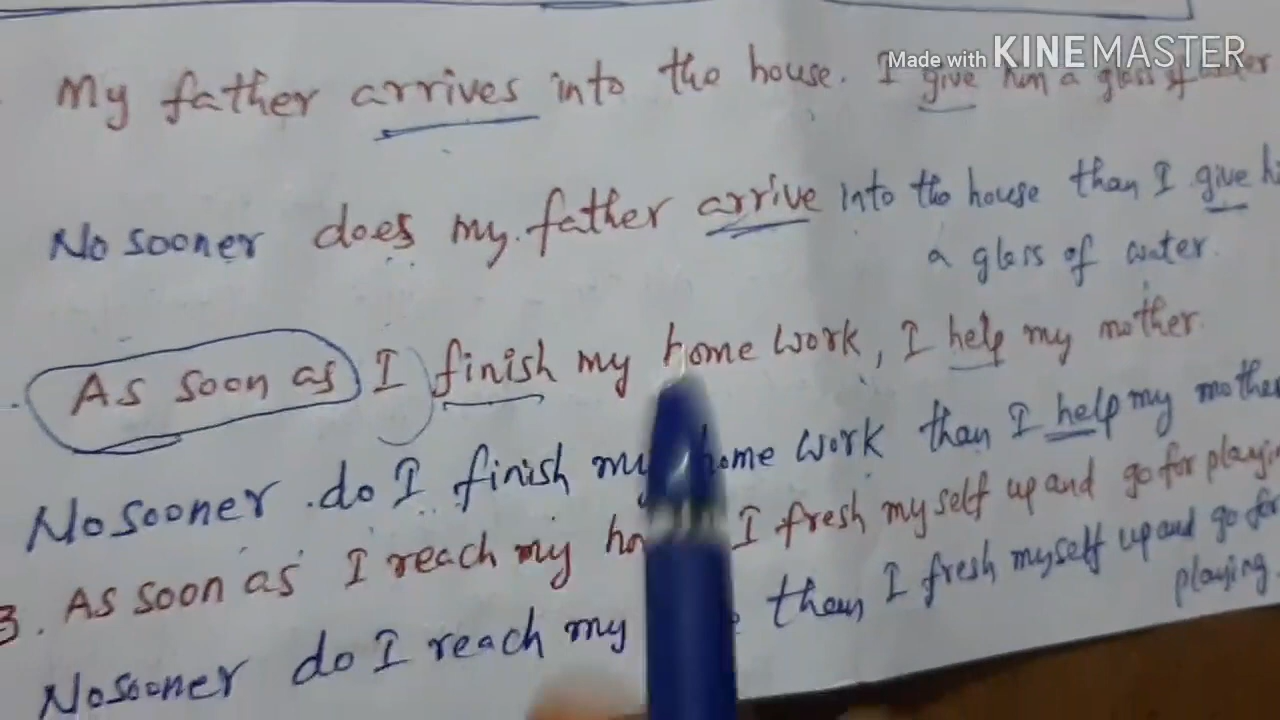 Made with KINEMASTER
My father arrives into the house. I give him a glass of water
No sooner does my father arrive into the house than I give
a glass of water.
As soon as I finish my home work, I help my mother
No sooner do I finish my home work than I help my mother
3. As soon as I reach my I fresh myself up and go for
No sooner do I reach my than I fresh myself up and go for
playing.